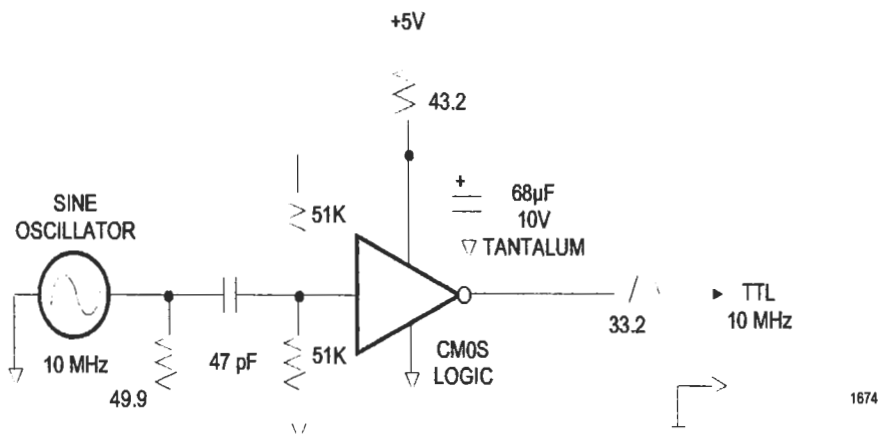 +5V
43.2
SINE
OSCILLATOR
51K
+
68µF
10V
TANTALUM
TTL
10 MHz
33.2
10 MHz
47 pF
51K
CM0S
LOGIC
49.9
1674